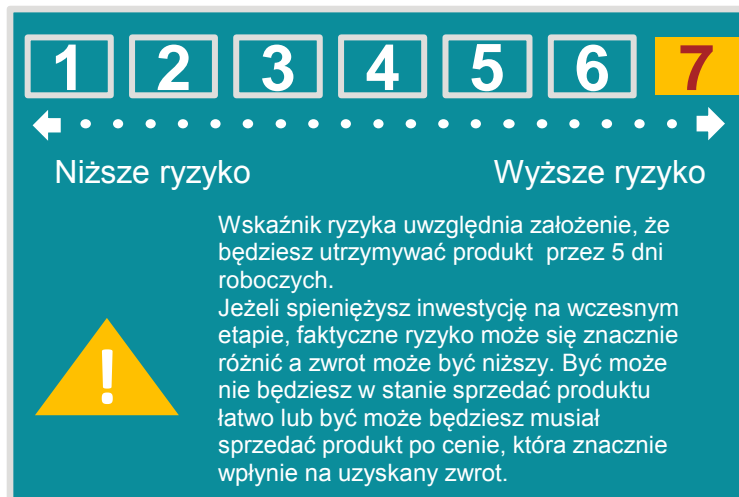 1 2 3 4 5 6 7
Niższe ryzyko Wyższe ryzyko
Wskaźnik ryzyka uwzględnia założenie, że
będziesz utrzymywać produkt przez 5 dni
roboczych.
Jeżeli spieniężysz inwestycję na wczesnym
etapie, faktyczne ryzyko może się znacznie
różnić a zwrot może być niższy. Być może
nie będziesz w stanie sprzedać produktu
łatwo lub być może będziesz musiał
sprzedać produkt po cenie, która znacznie
wpłynie na uzyskany zwrot.
!